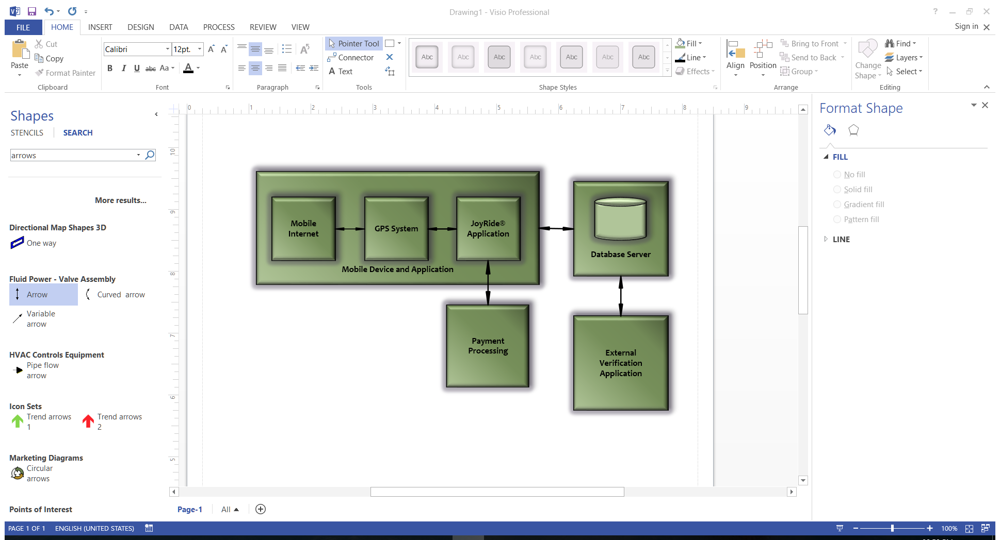 Drawing1 - Visio Professional
FILE HOME INSERT DESIGN DATA PROCESS REVIEW VIEW
Sign in
Paste
Cut
Copy
Format Painter
Clipboard
Calibri 12pt.
B I U abc Aa A
Font
Paragraph
Pointer Tool
Connector
A Text
Tools
Abc Abc Abc Abc Abc Abc Abc
Shape Styles
Fill
Line
Effects
Align
Position
Bring to Front
Send to Back
Group
Arrange
Change
Shape
Find
Layers
Select
Editing
Shapes
STENCILS SEARCH
arrows
More results...
Directional Map Shapes 3D
One way
Fluid Power - Valve Assembly
Arrow
Curved arrow
Variable
arrow
HVAC Controls Equipment
Pipe flow
arrow
Icon Sets
Trend arrows
1
Trend arrows
2
Marketing Diagrams
Circular
arrows
Points of Interest
0 1 2 3 4 5 6 7 8 9
10
9
8
7
6
5
Mobile
Internet
GPS System
JoyRide®
Application
Mobile Device and Application
Database Server
Payment
Processing
External
Verification
Application
Format Shape
FILL
No fill
Solid fill
Gradient fill
Pattern fill
LINE
Page-1 All
PAGE 1 OF 1 ENGLISH (UNITED STATES)
100%